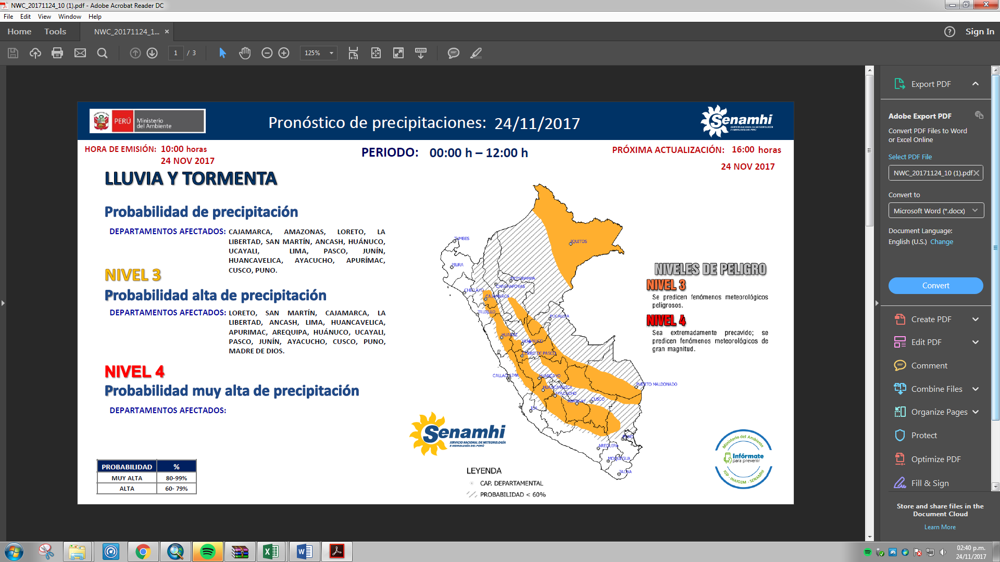 NWC_20171124_10 (1).pdf - Adobe Acrobat Reader DC
File Edit View Window Help
Home Tools NWC_20171124_1... × Sign In
1 / 3 125%
PERÚ Ministerio del Ambiente
Pronóstico de precipitaciones: 24/11/2017
Senamhi
SERVICIO NACIONAL DE METEOROLOGÍA
E HIDROLOGÍA DEL PERÚ
HORA DE EMISIÓN: 10:00 horas
24 NOV 2017
PERIODO: 00:00 h – 12:00 h
PRÓXIMA ACTUALIZACIÓN: 16:00 horas
24 NOV 2017
LLUVIA Y TORMENTA
Probabilidad de precipitación
DEPARTAMENTOS AFECTADOS: CAJAMARCA, AMAZONAS, LORETO, LA
LIBERTAD, SAN MARTÍN, ANCASH, HUÁNUCO,
UCAYALI, LIMA, PASCO, JUNÍN,
HUANCAVELICA, AYACUCHO, APURÍMAC,
CUSCO, PUNO.
NIVEL 3
Probabilidad alta de precipitación
DEPARTAMENTOS AFECTADOS: LORETO, SAN MARTÍN, CAJAMARCA, LA
LIBERTAD, ANCASH, LIMA, HUANCAVELICA,
APURIMAC, AREQUIPA, HUÁNUCO, UCAYALI,
PASCO, JUNÍN, AYACUCHO, CUSCO, PUNO,
MADRE DE DIOS.
NIVEL 4
Probabilidad muy alta de precipitación
DEPARTAMENTOS AFECTADOS:
PROBABILIDAD %
MUY ALTA 80-99%
ALTA 60- 79%
Senamhi
SERVICIO NACIONAL DE METEOROLOGÍA
E HIDROLOGÍA DEL PERÚ
TUMBES
IQUITOS
PIURA
MOYOBAMBA
CHACHAPOYAS
CHICLAYO
CAJAMARCA
TRUJILLO
PUCALLPA
HUARAZ
CERRO DE PASCO
CALLAO LIMA
HUANCAYO
PUERTO MALDONADO
HUANCAVELICA
AYACUCHO
ABANCAY
CUSCO
ICA
PUNO
AREQUIPA
MOQUEGUA
TACNA
LEYENDA
CAP. DEPARTAMENTAL
PROBABILIDAD < 60%
NIVELES DE PELIGRO
NIVEL 3
Se predicen fenómenos meteorológicos
peligrosos.
NIVEL 4
Sea extremadamente precavido; se
predicen fenómenos meteorológicos de
gran magnitud.
Ministerio del Ambiente
Infórmate
para prevenir
IGP - INAIGEM - SENAMHI
Export PDF
Adobe Export PDF
Convert PDF Files to Word
or Excel Online
Select PDF File
NWC_20171124_10 (1).pdf
Convert to
Microsoft Word (*.docx)
Document Language:
English (U.S.) Change
Convert
Create PDF
Edit PDF
Comment
Combine Files
Organize Pages
Protect
Optimize PDF
Fill & Sign
Store and share files in the
Document Cloud
Learn More
02:40 p.m.
24/11/2017